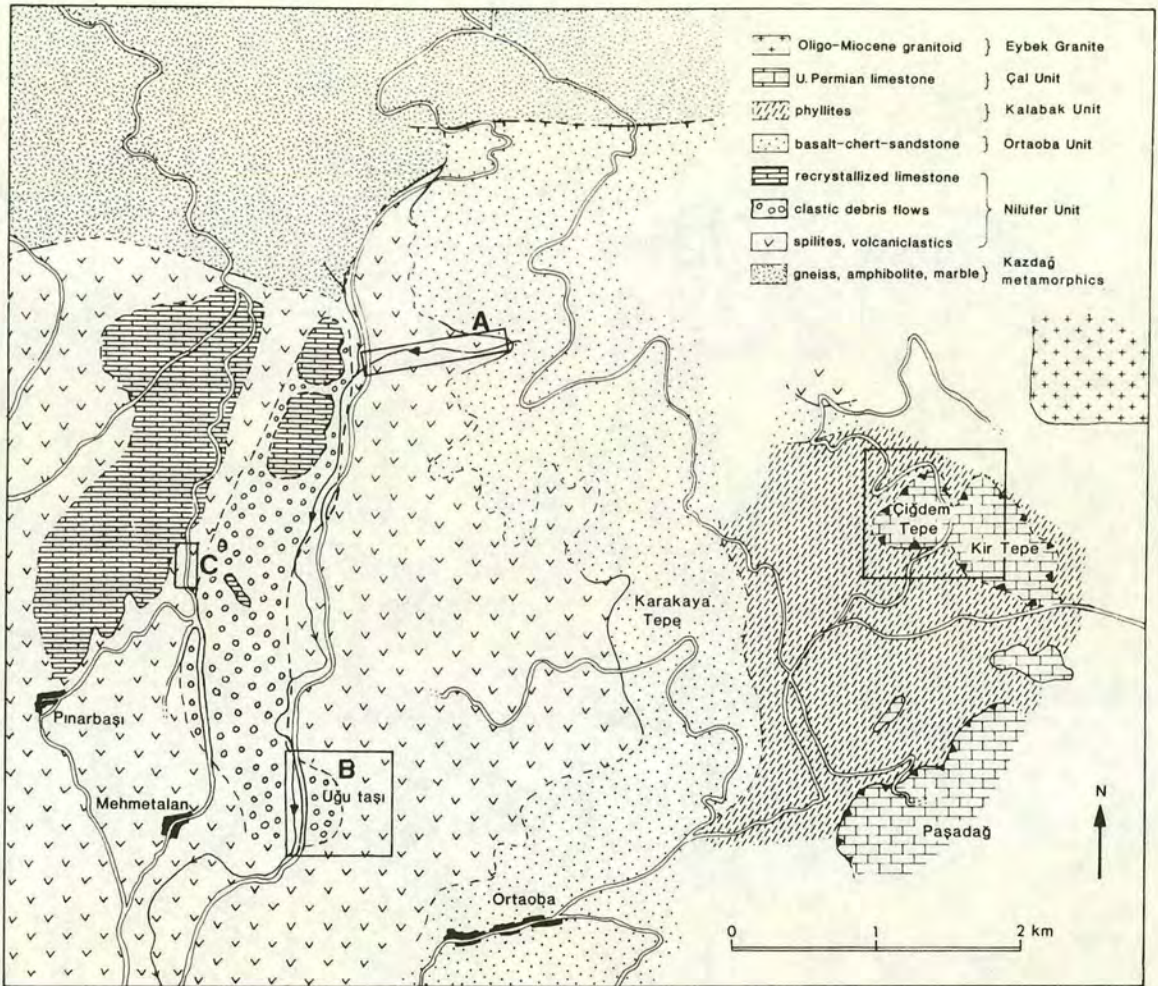 Oligo-Miocene granitoid } Eybek Granite
U. Permian limestone } Çal Unit
phyllites } Kalabak Unit
basalt-chert-sandstone } Ortaoba Unit
recrystallized limestone
clastic debris flows } Nilüfer Unit
spilites, volcaniclastics
gneiss, amphibolite, marble } Kazdağ metamorphics
A
Çiğdem
Tepe
Kir Tepe
C
Karakaya
Tepe
Pınarbaşı
B
Uğu taşı
Mehmetalan
N
Paşadağ
Ortaoba
0 1 2 km